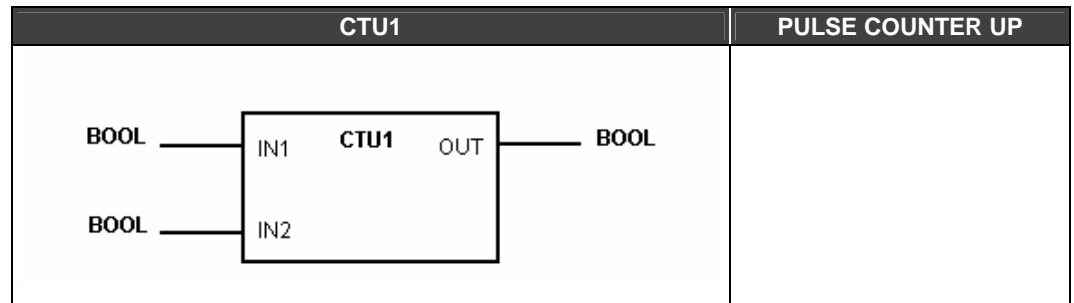 CTU1 PULSE COUNTER UP
BOOL IN1 CTU1 OUT BOOL
BOOL IN2